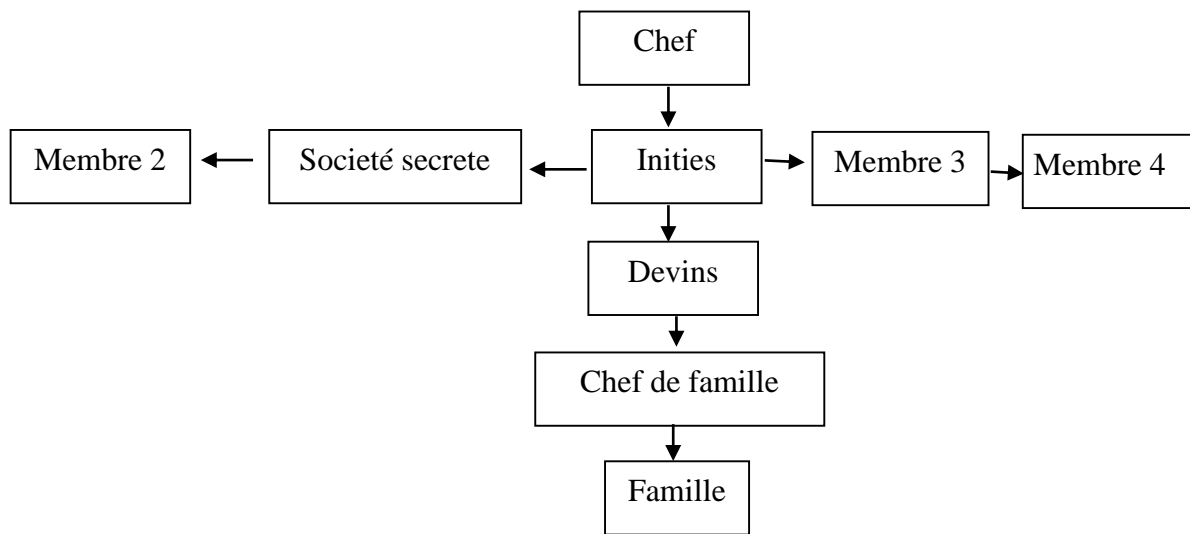 Chef
Membre 2
Societé secrete
Inities
Membre 3
Membre 4
Devins
Chef de famille
Famille